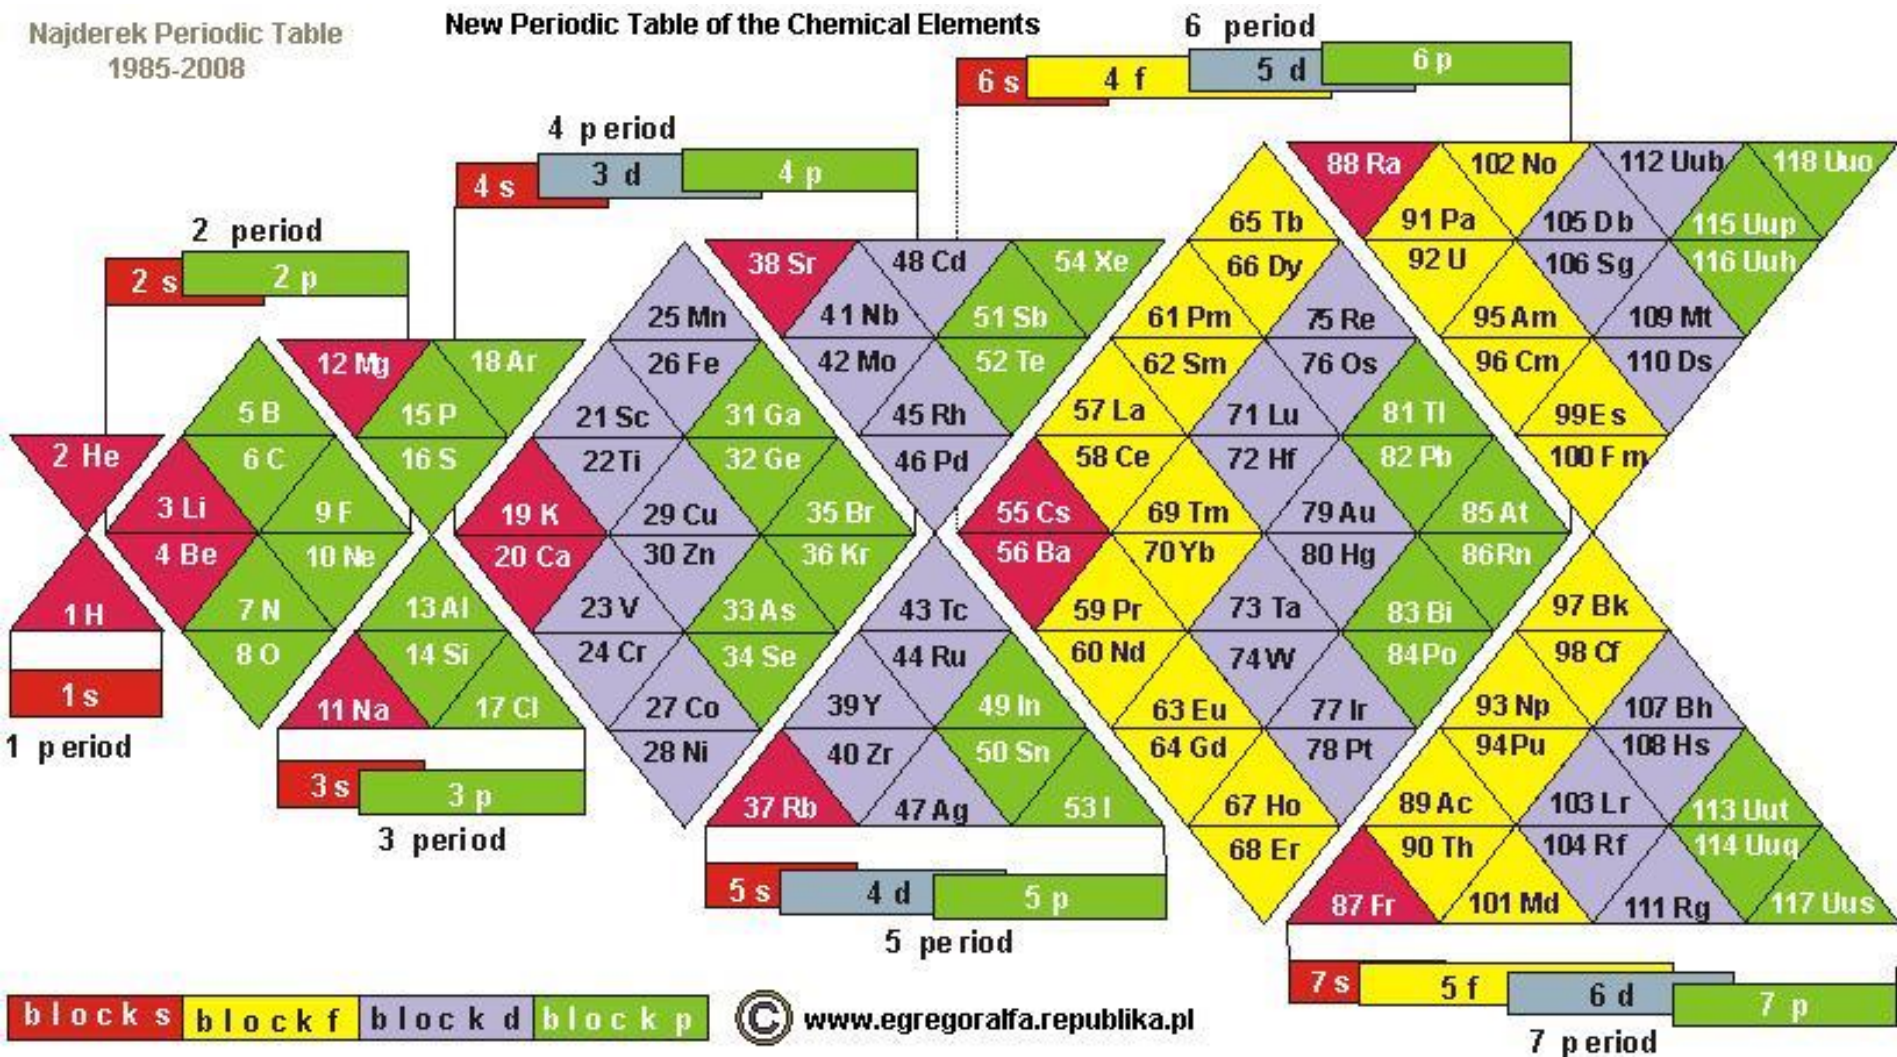 Najderek Periodic Table
1985-2008
New Periodic Table of the Chemical Elements
6 period
6 s 4 f 5 d 6 p
4 period
4 s 3 d 4 p
2 period
2 s 2 p
2 He
1 H
1 s
1 period
5 B
6 C
3 Li 9 F
4 Be 10 Ne
7 N
8 O
12 Mg 18 Ar
15 P
16 S
13 Al
14 Si
11 Na 17 Cl
3 s 3 p
3 period
25 Mn
26 Fe
21 Sc 31 Ga
22 Ti 32 Ge
19 K 29 Cu 35 Br
20 Ca 30 Zn 36 Kr
23 V 33 As
24 Cr 34 Se
27 Co
28 Ni
38 Sr 48 Cd 54 Xe
41 Nb 51 Sb
42 Mo 52 Te
45 Rh
46 Pd
43 Tc
44 Ru
39 Y 49 In
40 Zr 50 Sn
37 Rb 47 Ag 53 I
5 s 4 d 5 p
5 period
65 Tb
66 Dy
61 Pm 75 Re
62 Sm 76 Os
57 La 71 Lu 81 Tl
58 Ce 72 Hf 82 Pb
55 Cs 69 Tm 79 Au 85 At
56 Ba 70 Yb 80 Hg 86 Rn
59 Pr 73 Ta 83 Bi
60 Nd 74 W 84 Po
63 Eu 77 Ir
64 Gd 78 Pt
67 Ho
68 Er
88 Ra 102 No 112 Uub 118 Uuo
91 Pa 105 Db 115 Uup
92 U 106 Sg 116 Uuh
95 Am 109 Mt
96 Cm 110 Ds
99 Es
100 Fm
97 Bk
98 Cf
93 Np 107 Bh
94 Pu 108 Hs
89 Ac 103 Lr 113 Uut
90 Th 104 Rf 114 Uuq
87 Fr 101 Md 111 Rg 117 Uus
7 s 5 f 6 d 7 p
7 period
block s block f block d block p
© www.egregoralfa.republika.pl